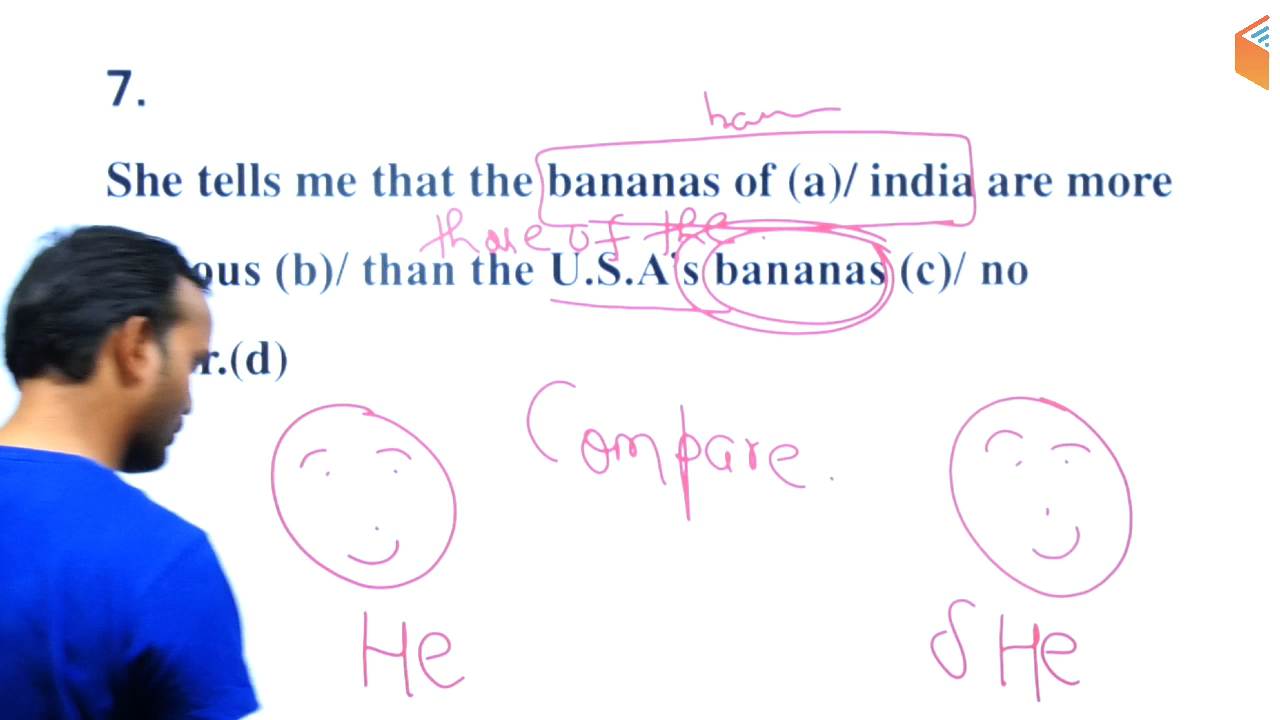 7.
ham
She tells me that the bananas of (a)/ india are more
those of the
ous (b)/ than the U.S.A's bananas (c)/ no
r.(d)
Compare.
He
SHe